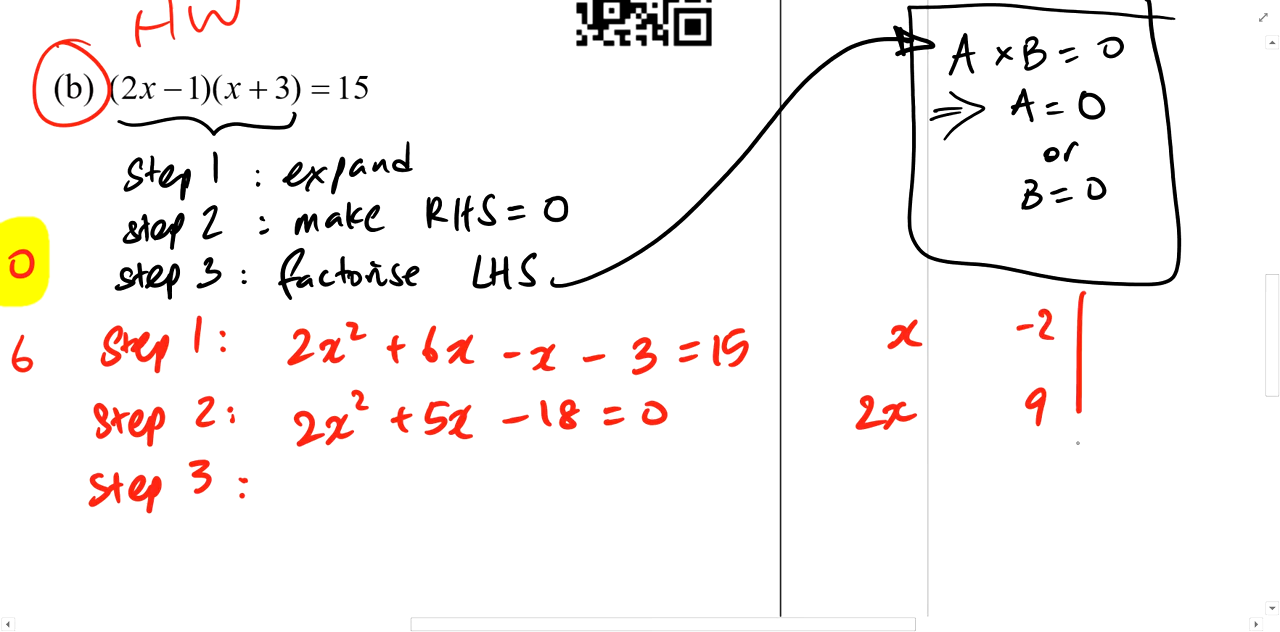 HW
(b) (2x − 1)(x + 3) = 15
Step 1 : expand
step 2 : make RHS = 0
step 3 : factorise LHS
A × B = 0
⇒ A = 0
or
B = 0
0
6
Step 1: 2x² + 6x - x - 3 = 15
Step 2: 2x² + 5x - 18 = 0
Step 3 :
x -2
2x 9